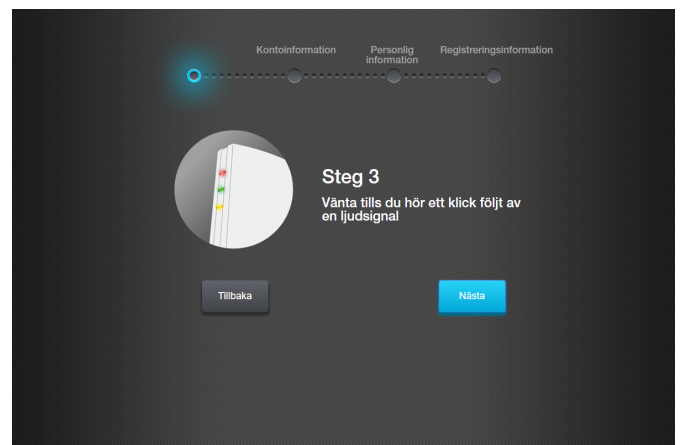 Kontoinformation
Personlig
information
Registreringsinformation
Steg 3
Vänta tills du hör ett klick följt av
en ljudsignal
Tillbaka
Nästa